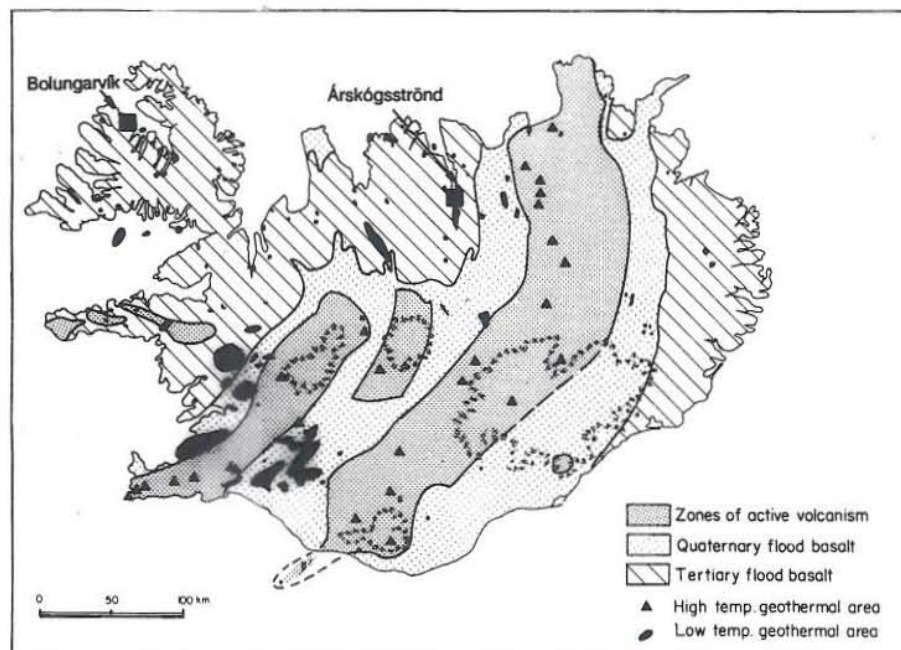 Bolungarvík
Árskógsströnd
Zones of active volcanism
Quaternary flood basalt
Tertiary flood basalt
High temp. geothermal area
Low temp. geothermal area
0 50 100 km